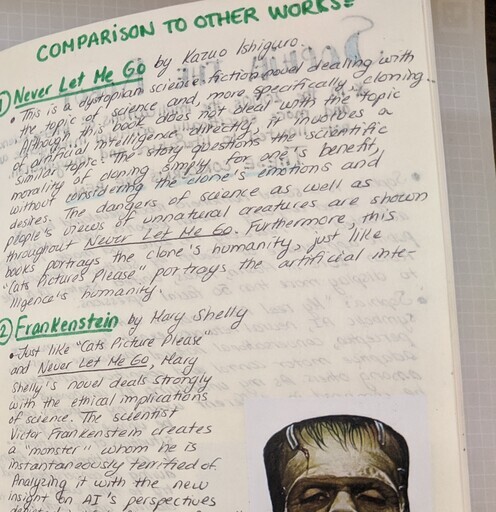 COMPARISON TO OTHER WORKS:
① Never Let Me Go by Kazuo Ishiguro
• This is a dystopian science fiction novel dealing with
the topic of science and more specifically, cloning.
Although this book does not deal with the topic
of artificial intelligence directly, it involves a
similar topic. The story questions the scientific
morality of cloning simply for one's benefit,
without considering the clone's emotions and
desires. The dangers of science as well as
people's views of unnatural creatures are shown
throughout Never Let Me Go. Furthermore, this
books portrays the clone's humanity, just like
"Cats Pictures Please" portrays the artificial inte-
lligence's humanity.
② Frankenstein by Mary Shelly
• Just like "Cats Picture Please"
and Never Let Me Go, Mary
Shelly's novel deals strongly
with the ethical implications
of science. The scientist
Victor Frankenstein creates
a "monster" whom he is
instantaneously terrified of.
Analyzing it with the new
insight on AI's perspectives